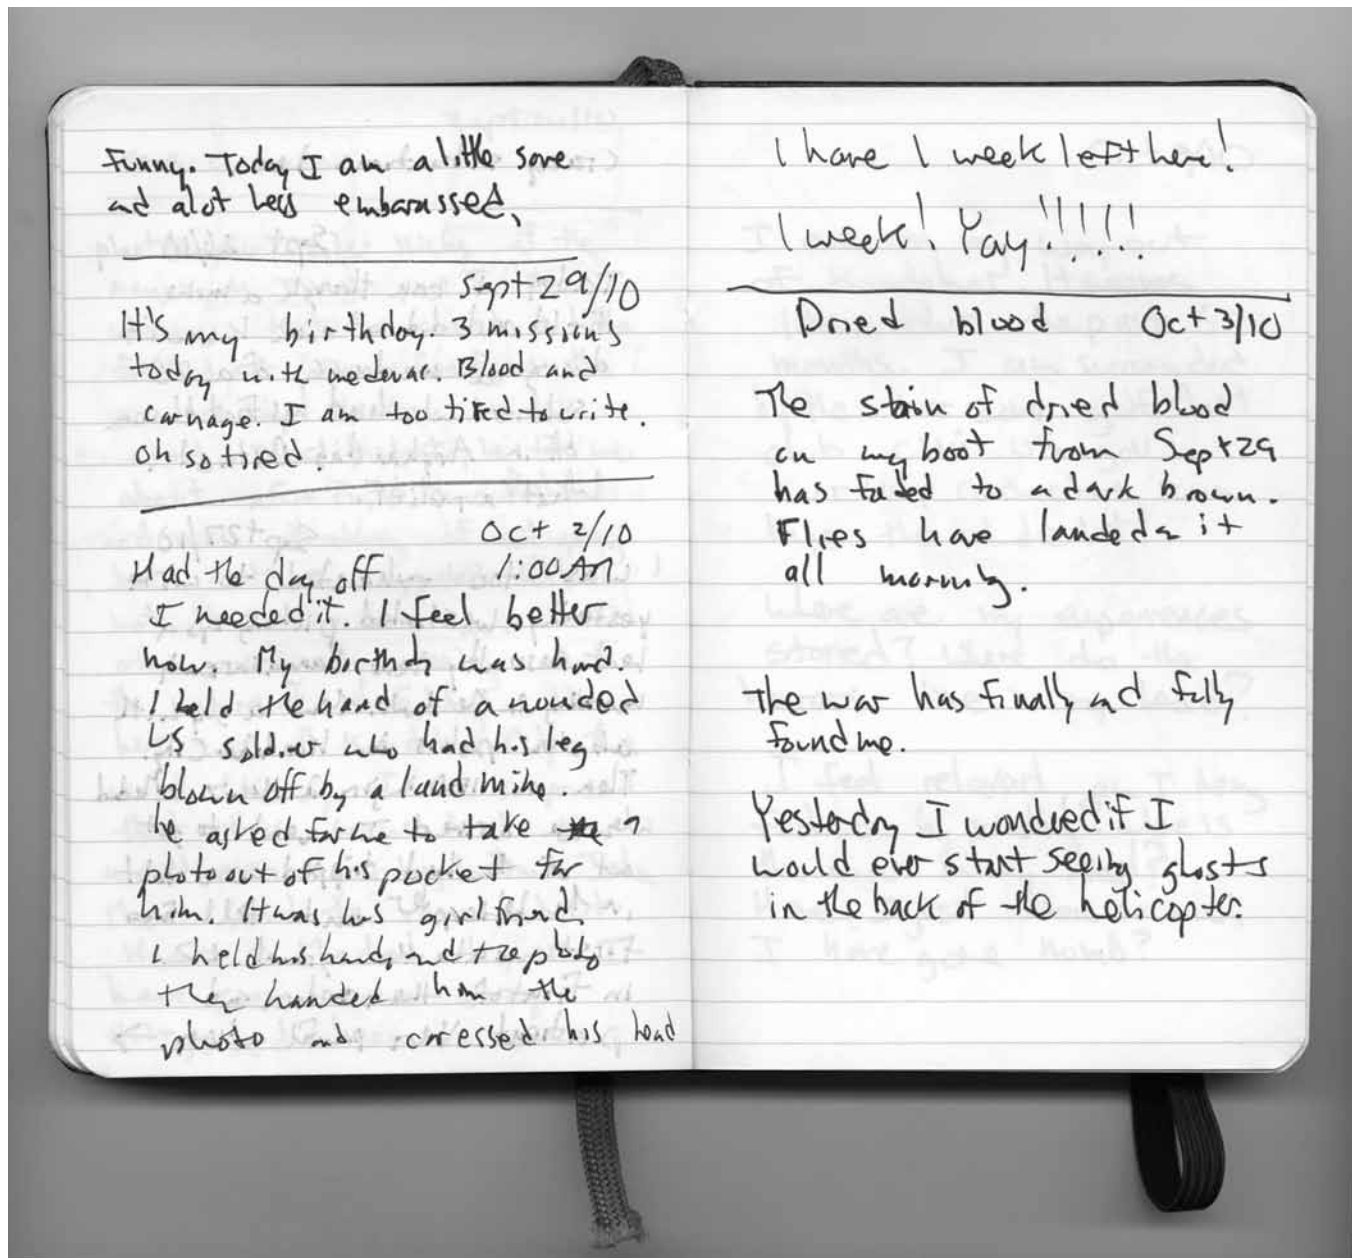 Funny. Today I am a little sore
and alot less embarassed.
Sept 29/10
It's my birthday. 3 missions
today with medevac. Blood and
carnage. I am too tired to write.
oh so tired.
Oct 2/10
Had the day off 1:00AM
I needed it. I feel better
now. My birthday was hard.
I held the hand of a wounded
US soldier who had his leg
blown off by a land mine.
he asked for me to take a
photo out of his pocket for
him. It was his girlfriend.
I held his hand, and the photo
then handed him the
photo and caressed his head
I have 1 week left here!
1 week! Yay!!!!!
Dried blood Oct 3/10
The stain of dried blood
on my boot from Sept 29
has faded to a dark brown.
Flies have landed on it
all morning.
The war has finally and fully
found me.
Yesterday I wondered if I
would ever start seeing ghosts
in the back of the helicopter.